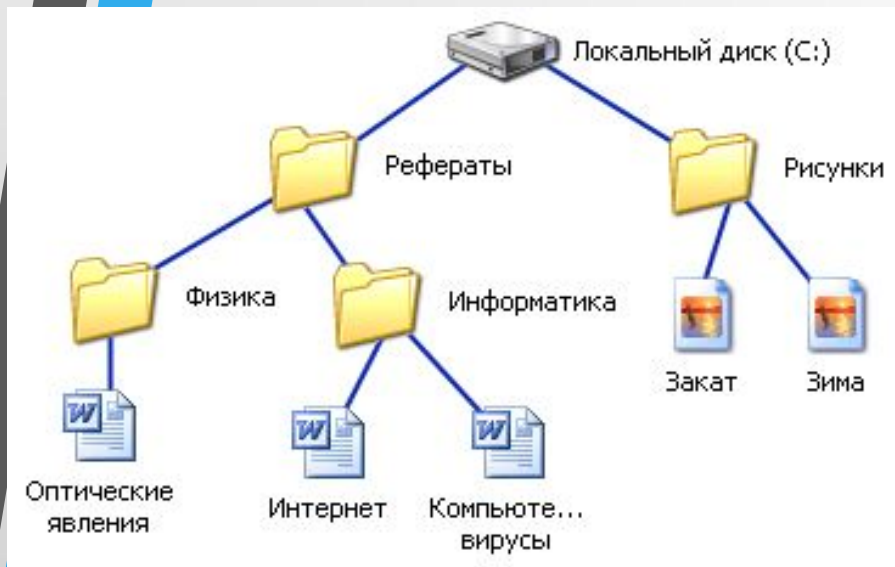 Локальный диск (C:)
Рефераты
Рисунки
Физика
Информатика
Закат
Зима
Оптические
явления
Интернет
Компьюте...
вирусы